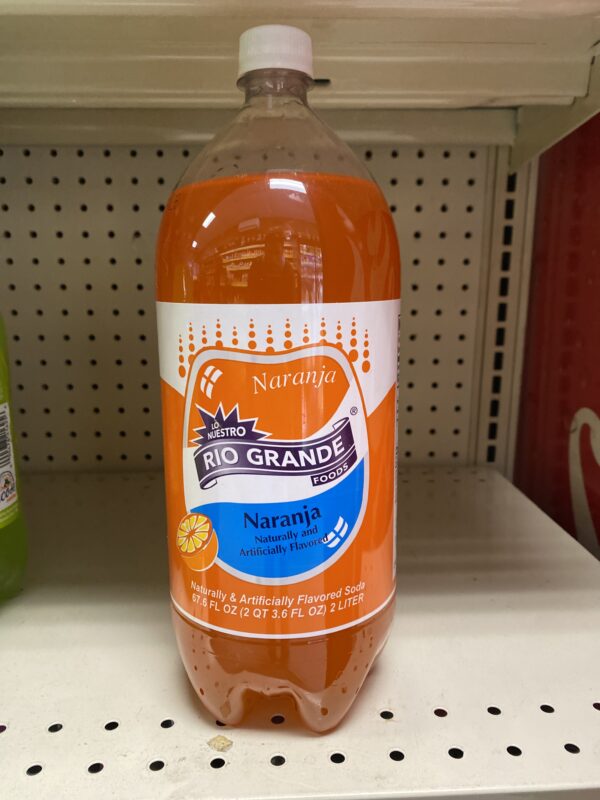 Naranja
LO
NUESTRO
RIO GRANDE ®
FOODS
Naranja
Naturally and
Artificially Flavored
Naturally & Artificially Flavored Soda
67.6 FL OZ (2 QT 3.6 FL OZ) 2 LITER